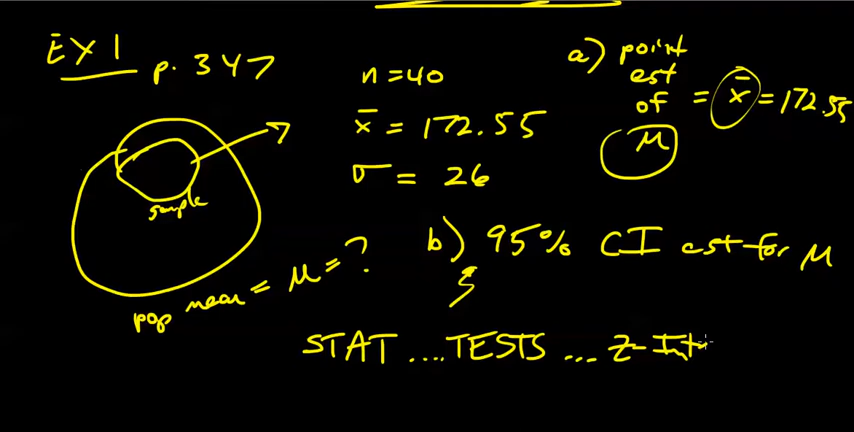 EX 1
p. 347
n = 40
x̄ = 172.55
σ = 26
a) point
est
of
μ
= x̄ = 172.55
sample
pop mean = μ = ?
b) 95% CI est for μ
STAT ....TESTS ... Z-Int